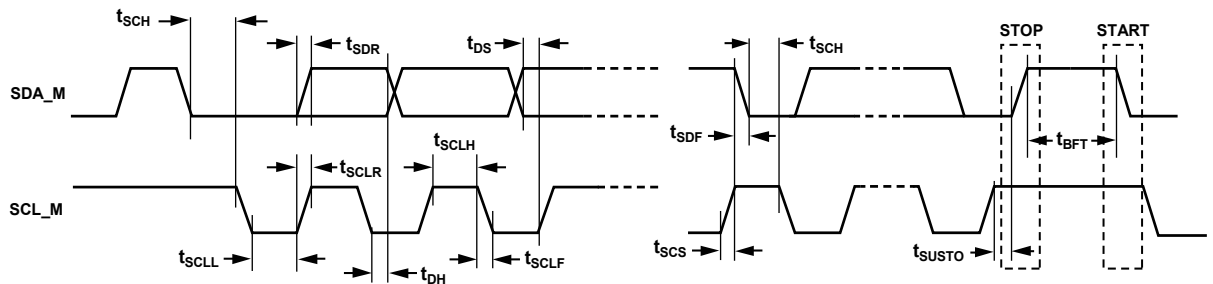 STOP START
tSCH tSDR tDS tSCH
SDA_M
tSDF tBFT
tSCLH
tSCLR
SCL_M
tSCLL tDH tSCLF tSCS tSUSTO